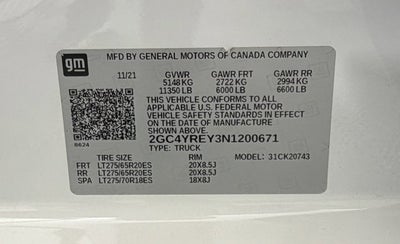 gm
MFD BY GENERAL MOTORS OF CANADA COMPANY
11/21 GVWR GAWR FRT GAWR RR
5148 KG 2722 KG 2994 KG
11350 LB 6000 LB 6600 LB
THIS VEHICLE CONFORMS TO ALL
APPLICABLE U.S. FEDERAL MOTOR
VEHICLE SAFETY STANDARDS IN
EFFECT ON THE DATE OF
MANUFACTURE SHOWN ABOVE.
8624 2GC4YREY3N1200671
TYPE: TRUCK
TIRE SIZE RIM 31CK20743
FRT LT275/65R20ES 20X8.5J
RR LT275/65R20ES 20X8.5J
SPA LT275/70R18ES 18X8J